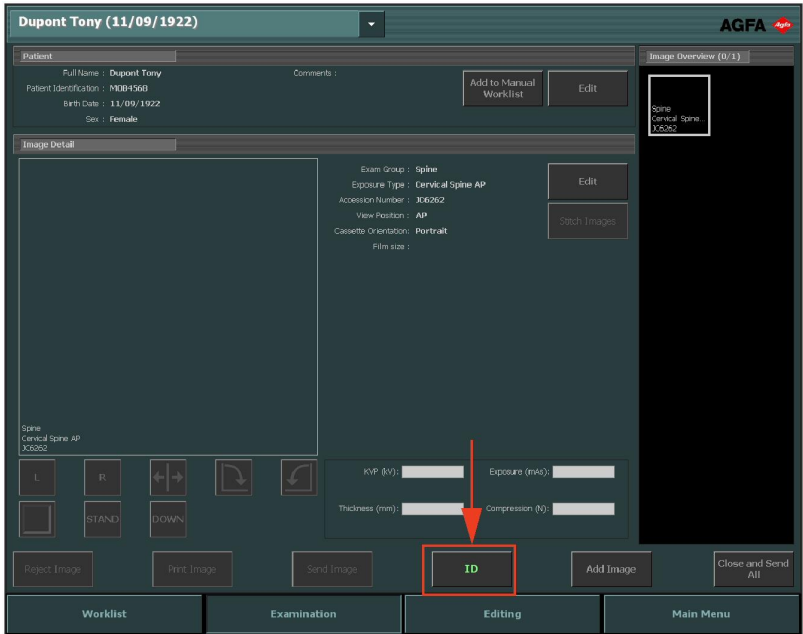 Dupont Tony (11/09/1922)
AGFA
Agfa
Patient
Full Name : Dupont Tony
Patient Identification : MOB4568
Birth Date : 11/09/1922
Sex : Female
Comments :
Add to Manual
Worklist
Edit
Image Overview (0/1)
Spine
Cervical Spine...
JC6262
Image Detail
Spine
Cervical Spine AP
JC6262
Exam Group : Spine
Exposure Type : Cervical Spine AP
Accession Number : JC6262
View Position : AP
Cassette Orientation: Portrait
Film size :
Edit
Stitch Images
L
R
STAND
DOWN
KVP (kV):
Exposure (mAs):
Thickness (mm):
Compression (N):
Reject Image
Print Image
Send Image
ID
Add Image
Close and Send
All
Worklist
Examination
Editing
Main Menu